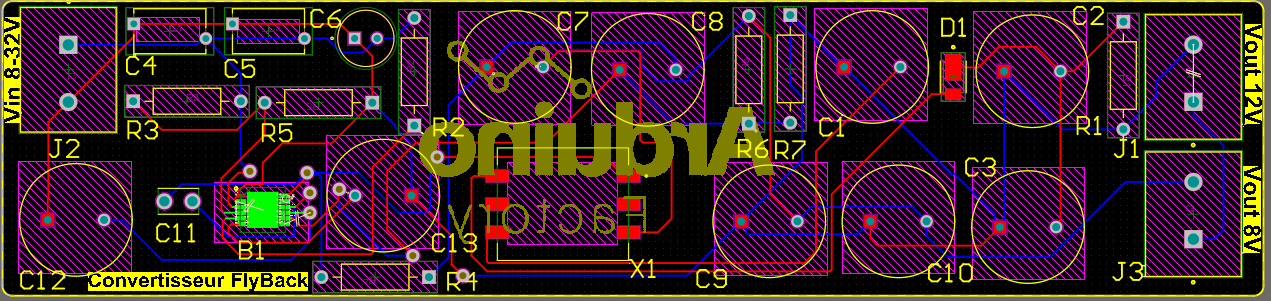 Vin 8-32V
C4
C5
C6
C7
C8
D1
C2
Vout 12V
R3
R5
R2
R6
R7
C1
R1
J1
J2
Arduino
Factory
C3
Vout 8V
C11
B1
C13
X1
C9
C10
J3
C12
Convertisseur FlyBack
R4